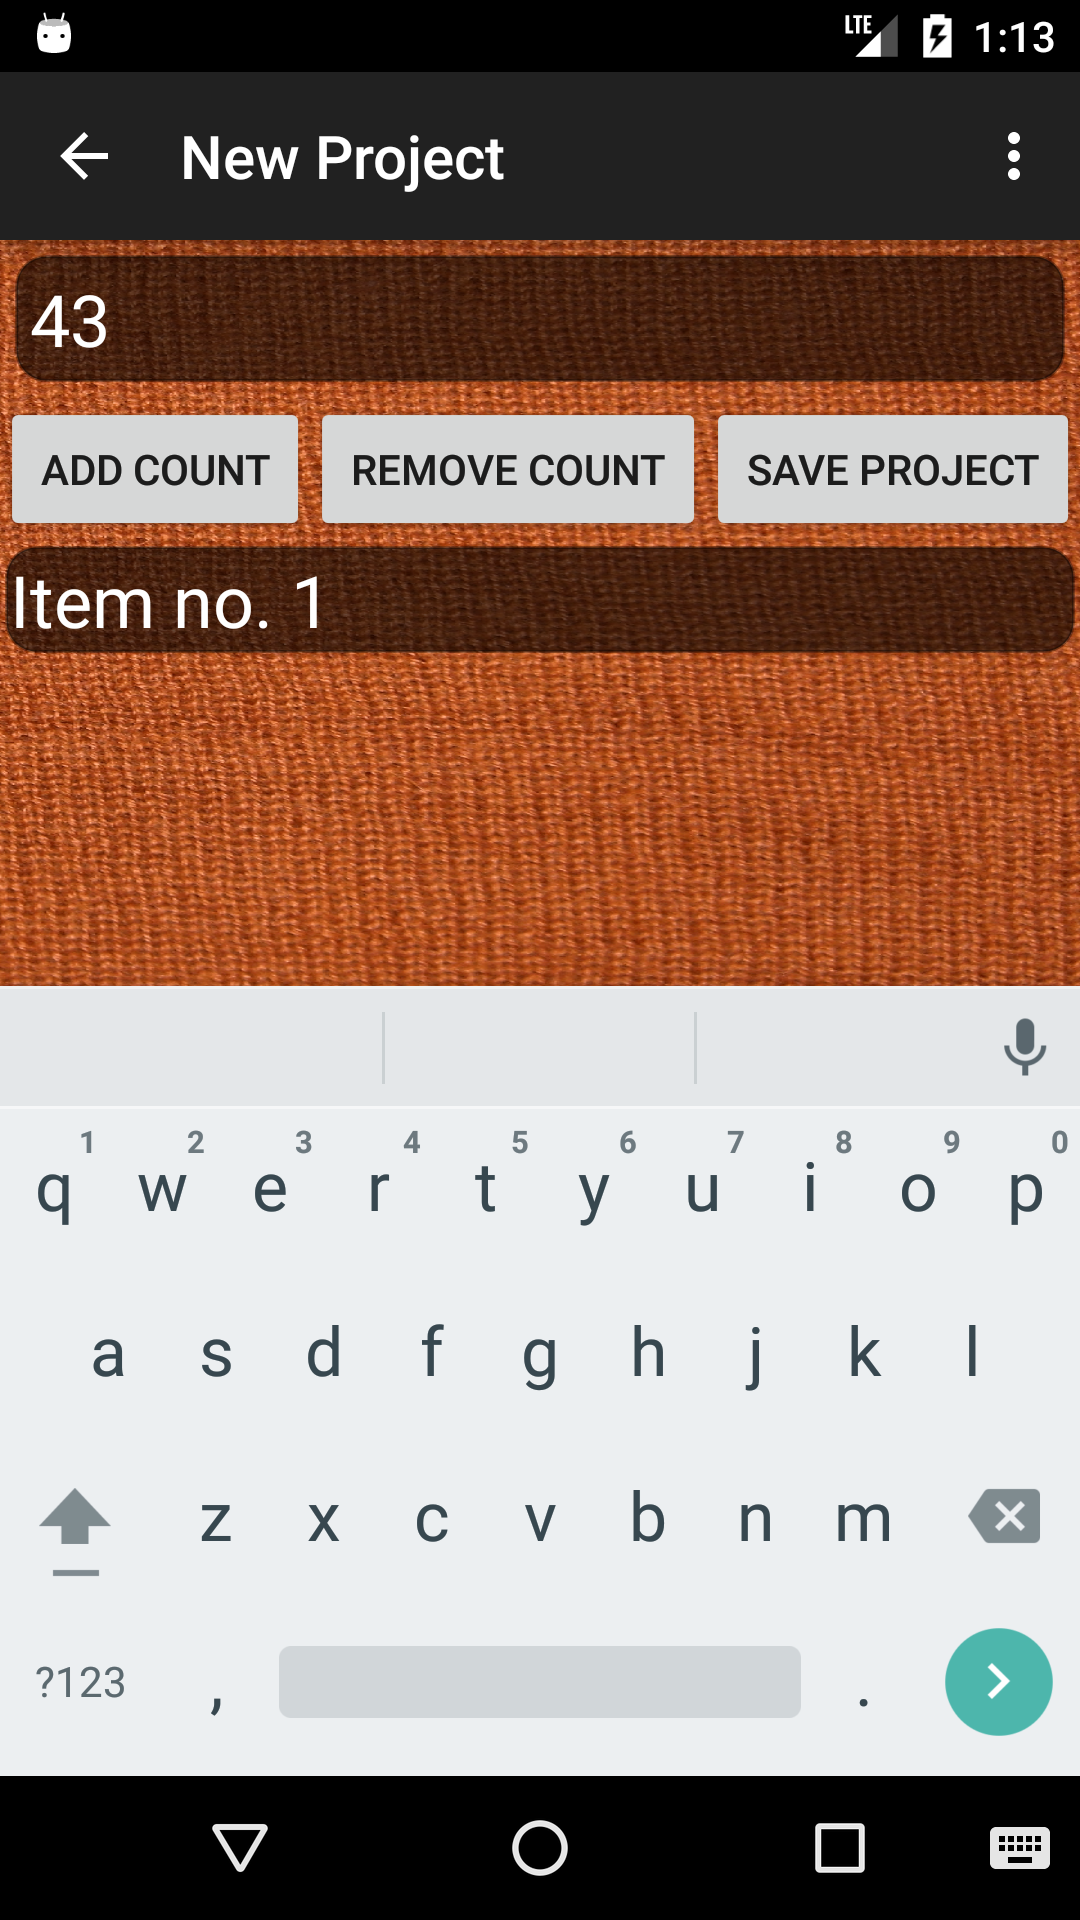 LTE 1:13
New Project
43
ADD COUNT REMOVE COUNT SAVE PROJECT
Item no. 1
1 2 3 4 5 6 7 8 9 0
q w e r t y u i o p
a s d f g h j k l
z x c v b n m
?123 , .